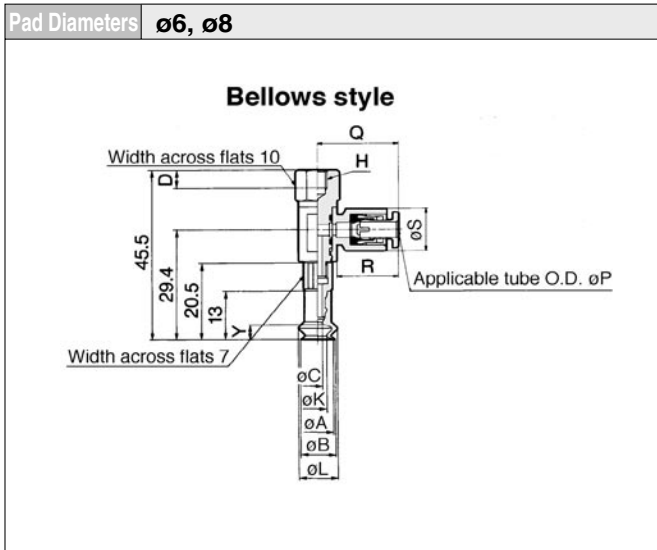 Pad Diameters ø6, ø8
Bellows style
Q
Width across flats 10
H
D
øS
45.5
29.4
20.5
13
Y
R
Applicable tube O.D. øP
Width across flats 7
øC
øK
øA
øB
øL